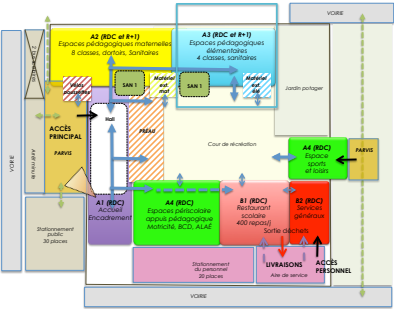 VOIRIE
A2 (RDC et R+1)
Espaces pédagogiques maternelles
8 classes, dortoirs, Sanitaires
A3 (RDC et R+1)
Espaces pédagogiques
élémentaires
4 classes, sanitaires
SAN 1
Matériel
ext
mat
SAN 1
Matériel
ext
Jardin potager
Hall
PREAU
ACCÈS
PRINCIPAL
PARVIS
VOIRIE
Cour de récréation
A4 (RDC)
Espace
sports
et loisirs
PARVIS
A1 (RDC)
Accueil
Encadrement
A4 (RDC)
Espaces périscolaire
appuis pédagogique
Motricité, BCD, ALAÉ
B1 (RDC)
Restaurant
scolaire
400 repas/j
B2 (RDC)
Services
généraux
Sortie déchets
Stationnement
public
30 places
Stationnement
du personnel
20 places
LIVRAISONS
Aire de service
ACCÈS
PERSONNEL
VOIRIE